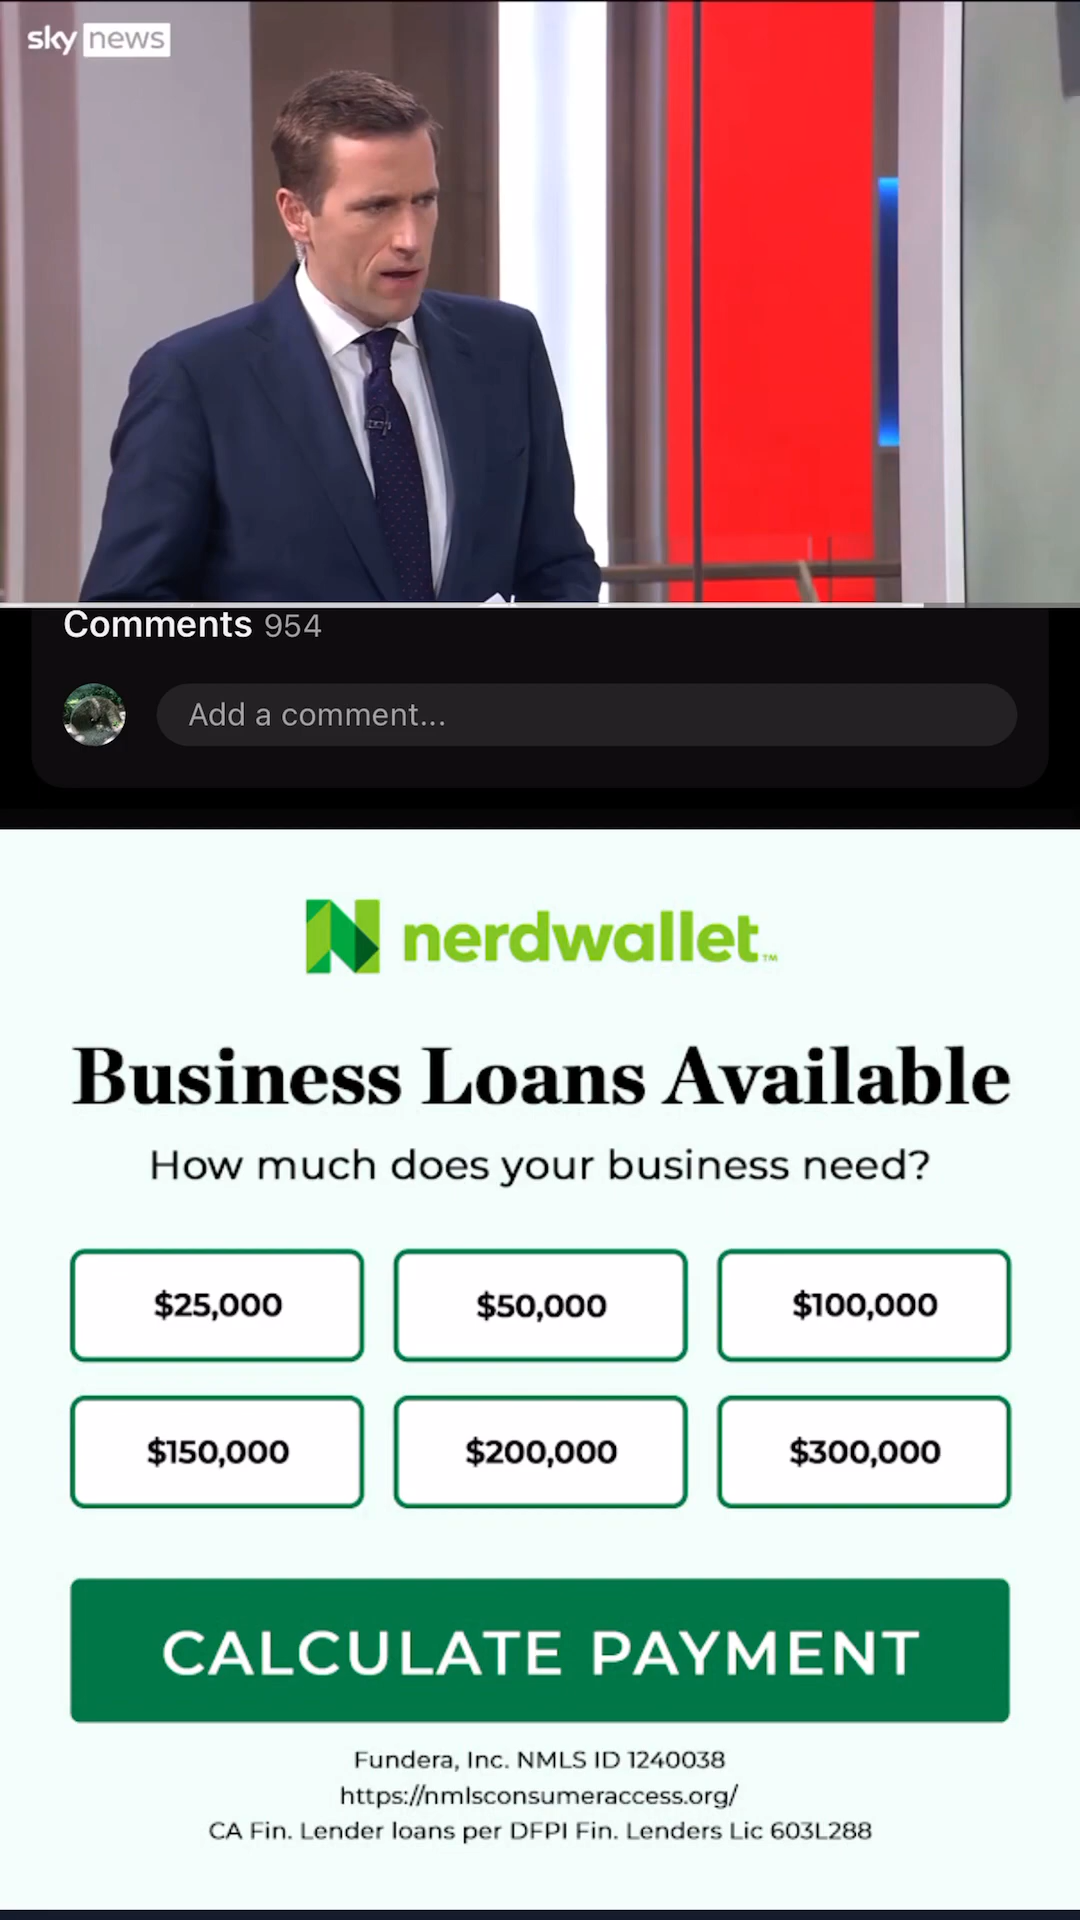 sky news
Comments 954
Add a comment...
nerdwallet™
Business Loans Available
How much does your business need?
$25,000
$50,000
$100,000
$150,000
$200,000
$300,000
CALCULATE PAYMENT
Fundera, Inc. NMLS ID 1240038
https://nmlsconsumeraccess.org/
CA Fin. Lender loans per DFPI Fin. Lenders Lic 603L288